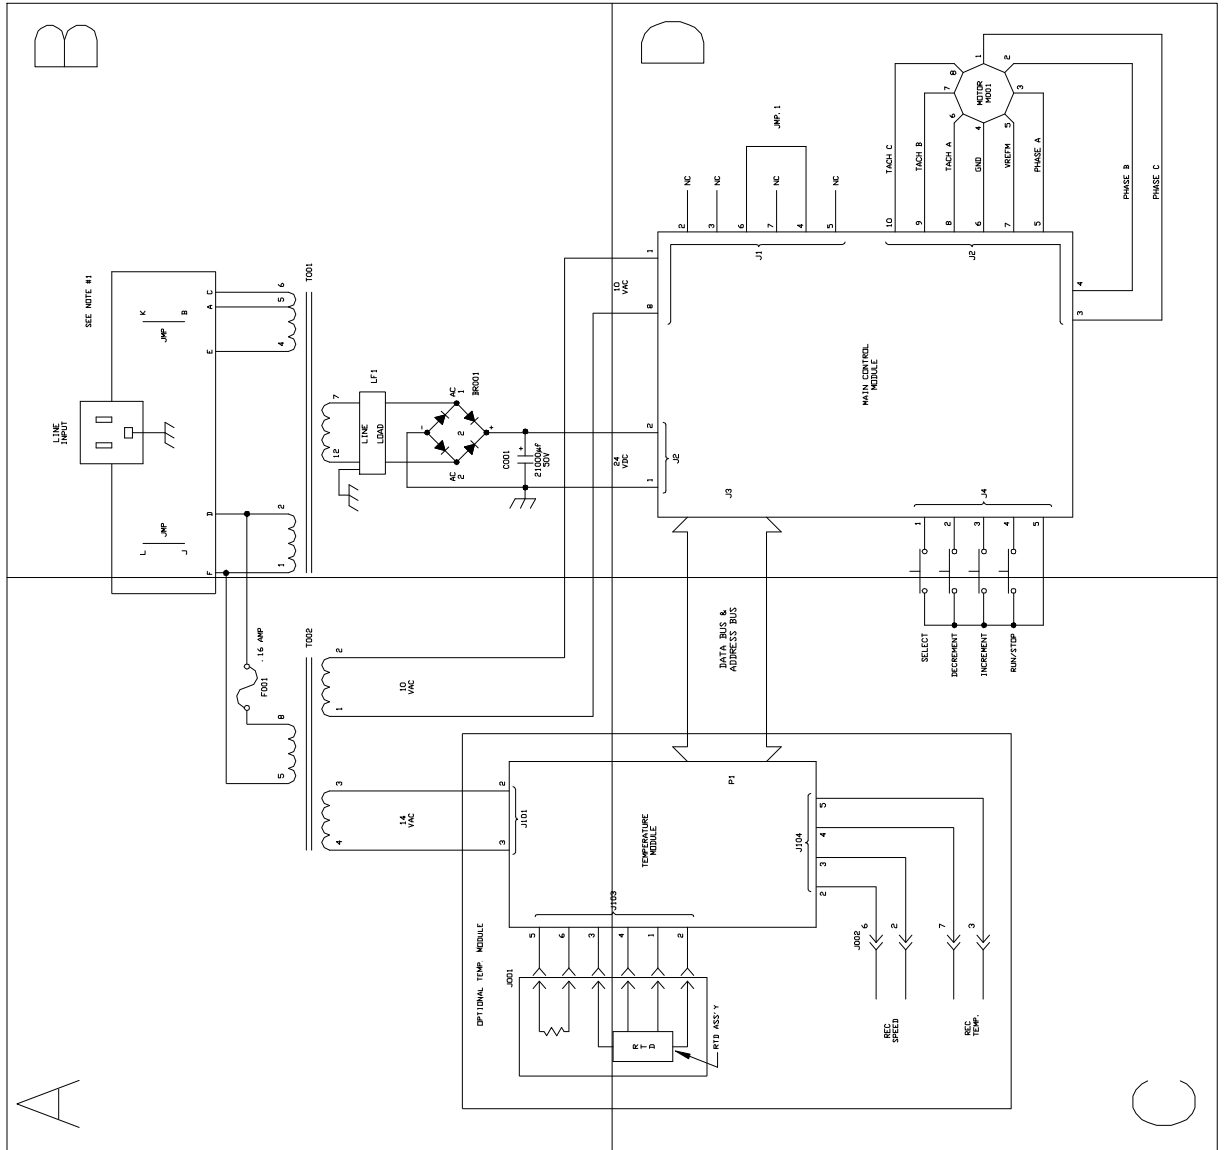 B
D
A
C
SEE NOTE #1
LINE
INPUT
K
JMP
B
C
A
E
6
5
4
T001
L
JMP
J
D
F
2
1
7
12
LF1
LINE
LOAD
AC
1
BR001
-
2
+
AC
2
C001
+
21000µf
50V
10
VAC
24
VDC
1
8
2
1
J2
.16 AMP
F001
T002
8
5
2
1
10
VAC
3
4
14
VAC
JMP.1
NC
NC
NC
NC
2
3
6
7
4
5
J1
MOTOR
M001
1
2
3
5
4
6
7
8
TACH C
TACH B
TACH A
GND
VREFM
PHASE A
PHASE B
PHASE C
10
9
8
6
7
5
J2
4
3
MAIN CONTROL
MODULE
J3
J4
1
2
3
4
5
SELECT
DECREMENT
INCREMENT
RUN/STOP
DATA BUS &
ADDRESS BUS
OPTIONAL TEMP. MODULE
2
3
J101
P1
TEMPERATURE
MODULE
J103
5
6
3
4
1
2
J001
RTD
RTD ASS'Y
J104
5
4
3
2
J002
6
2
7
3
REC
SPEED
REC
TEMP.